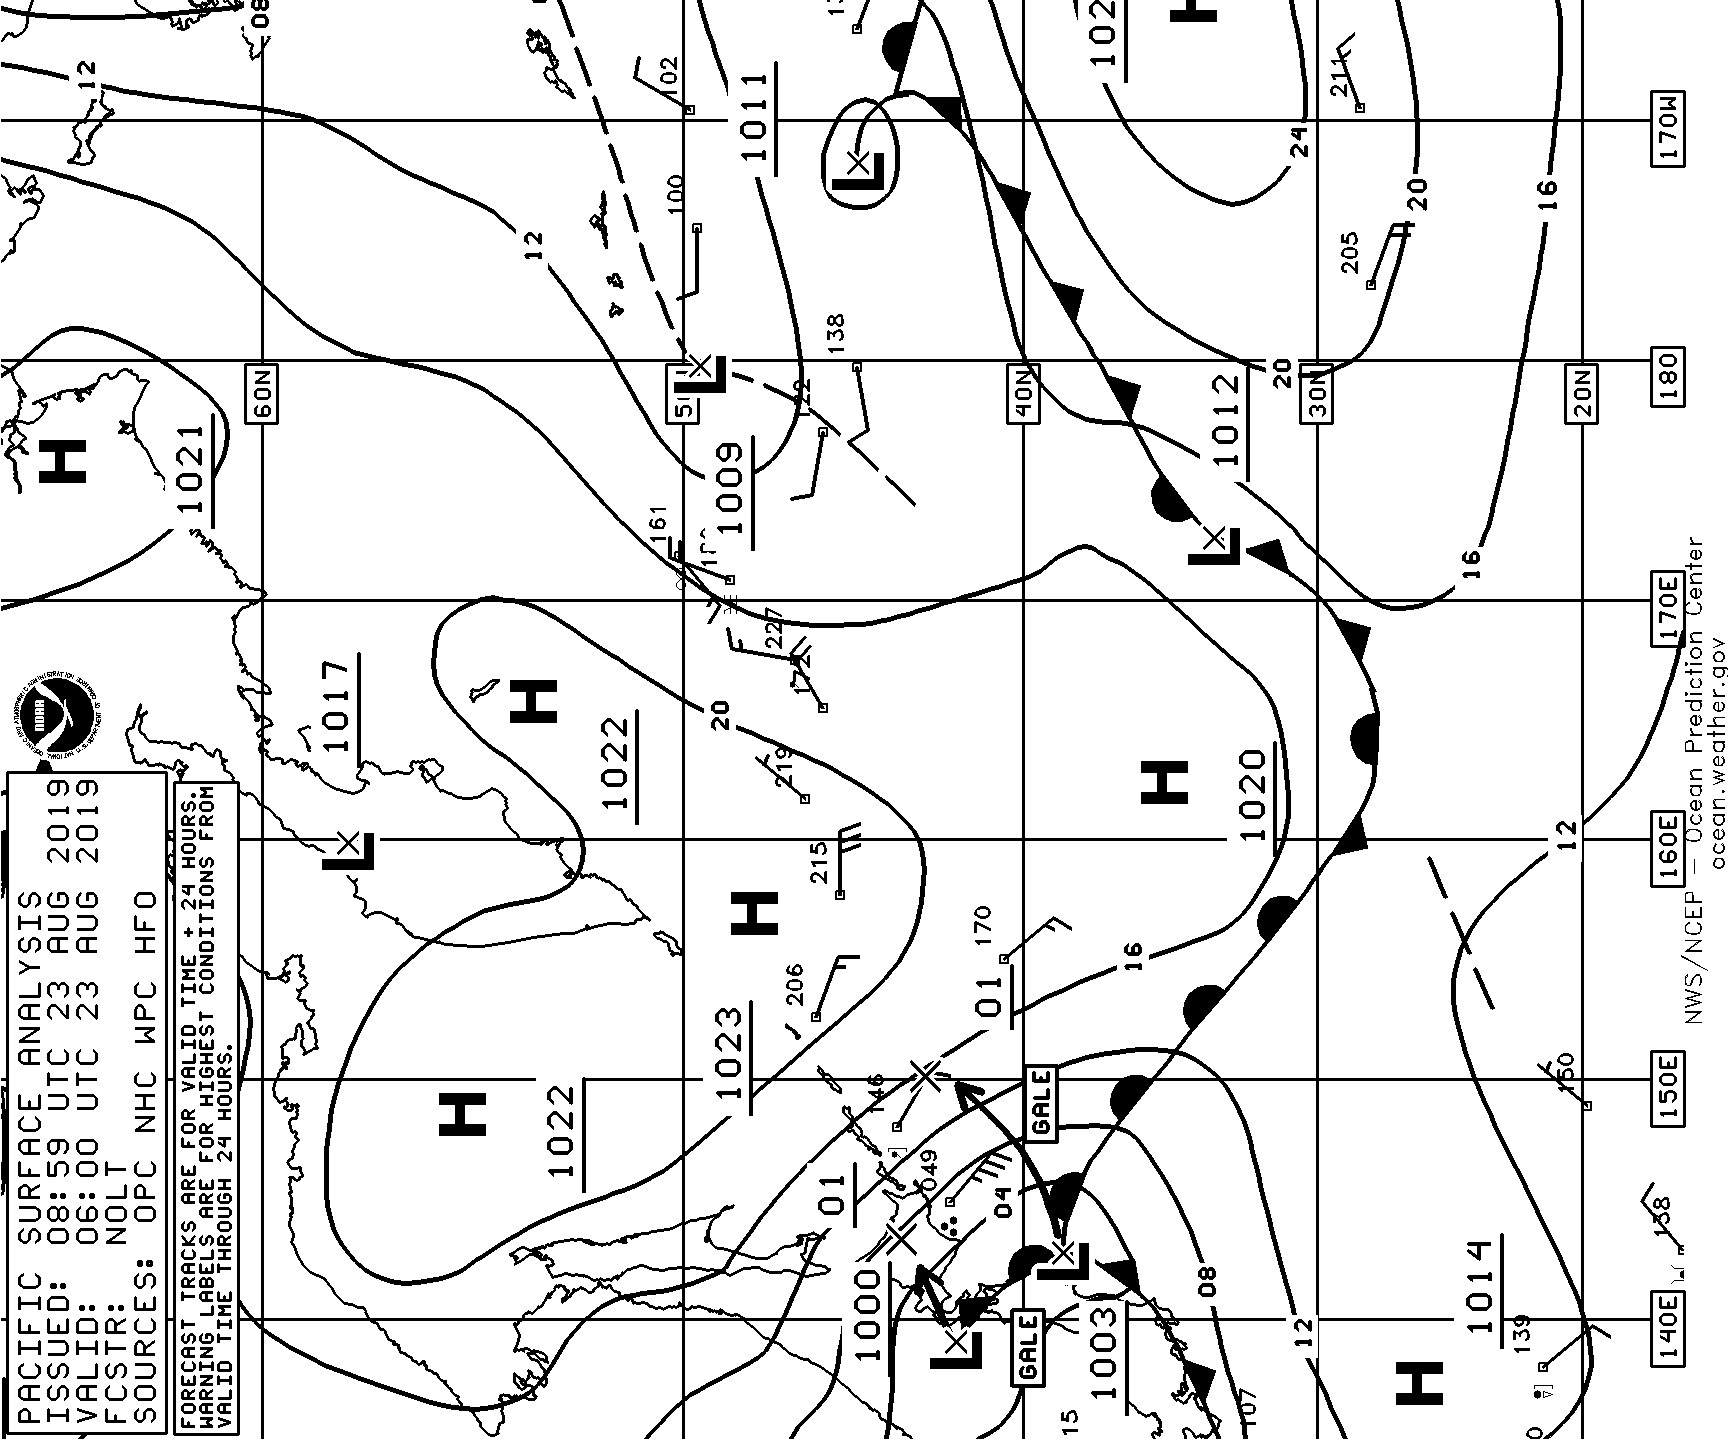 PACIFIC SURFACE ANALYSIS
ISSUED: 08:59 UTC 23 AUG 2019
VALID: 06:00 UTC 23 AUG 2019
FCSTR: NOLT
SOURCES: OPC NHC WPC HFO
FORECAST TRACKS ARE FOR VALID TIME + 24 HOURS.
WARNING LABELS ARE FOR HIGHEST CONDITIONS FROM
VALID TIME THROUGH 24 HOURS.
H
1021
L
1017
H
1022
H
1022
H
1023
60N
40N
30N
20N
140E
150E
160E
170E
180
170W
12
12
08
102
100
161
1009
L
1011
L
138
122
227
172
219
215
206
20
170
01
16
146
GALE
01
049
04
1000
L
GALE
L
1003
08
12
107
15
H
1020
1012
L
20
24
20
16
16
12
211
205
H
102
H
1014
139
138
150
NWS/NCEP – Ocean Prediction Center
ocean.weather.gov